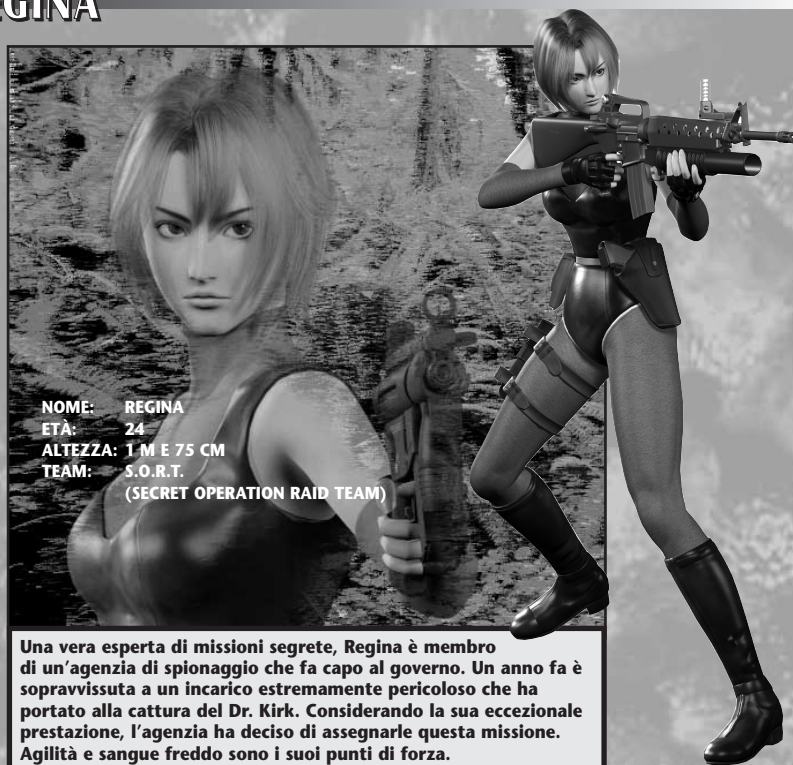 REGINA
NOME: REGINA
ETÀ: 24
ALTEZZA: 1 M E 75 CM
TEAM: S.O.R.T.
(SECRET OPERATION RAID TEAM)
Una vera esperta di missioni segrete, Regina è membro
di un'agenzia di spionaggio che fa capo al governo. Un anno fa è
sopravvissuta a un incarico estremamente pericoloso che ha
portato alla cattura del Dr. Kirk. Considerando la sua eccezionale
prestazione, l'agenzia ha deciso di assegnarle questa missione.
Agilità e sangue freddo sono i suoi punti di forza.